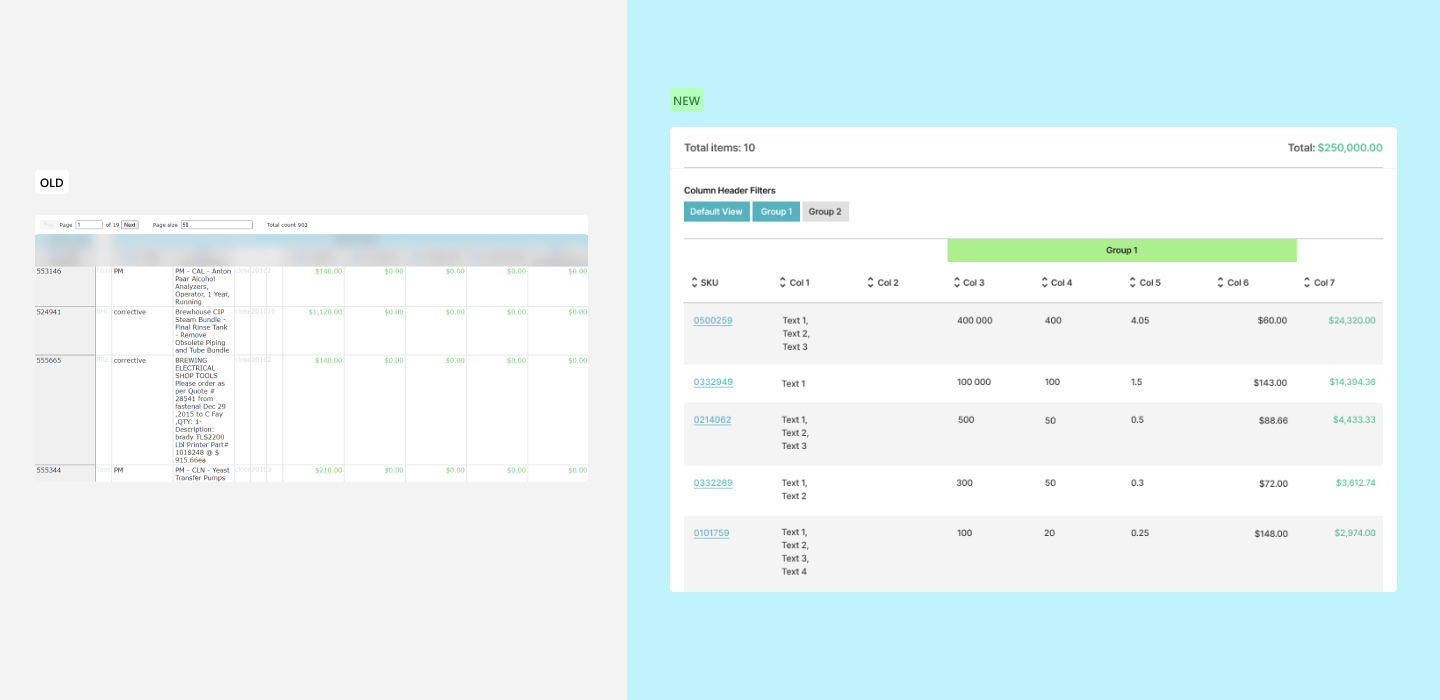 OLD
Page 1 of 19 Next Page size 50 Total count 903
553146 PM PM - CAL - Anton $140.00 $0.00 $0.00 $0.00 $0.00
Paar Alcohol
Analyzers,
Operator, 1 Year,
Running
524941 corrective Brewhouse CIP $1,120.00 $0.00 $0.00 $0.00 $0.00
Steam Bundle -
Final Rinse Tank
- Remove
Obsolete Piping
and Tube Bundle
555665 corrective BREWING $140.00 $0.00 $0.00 $0.00 $0.00
ELECTRICAL
SHOP TOOLS
Please order as
per Quote #
28541 from
fastenal Dec 29
,2015 to C Fay
,QTY: 1-
Description:
brady TLS2200
Lbl Printer Part#
1018248 @ $
915.66ea
555344 PM PM - CLN - Yeast $210.00 $0.00 $0.00 $0.00 $0.00
Transfer Pumps
NEW
Total items: 10 Total: $250,000.00
Column Header Filters
Default View Group 1 Group 2
Group 1
SKU Col 1 Col 2 Col 3 Col 4 Col 5 Col 6 Col 7
0500259 Text 1, 400 000 400 4.05 $60.00 $24,320.00
Text 2,
Text 3
0332949 Text 1 100 000 100 1.5 $143.00 $14,394.36
0214062 Text 1, 500 50 0.5 $88.66 $4,433.33
Text 2,
Text 3
0332289 Text 1, 300 50 0.3 $72.00 $3,612.74
Text 2
0101759 Text 1, 100 20 0.25 $148.00 $2,974.00
Text 2,
Text 3,
Text 4